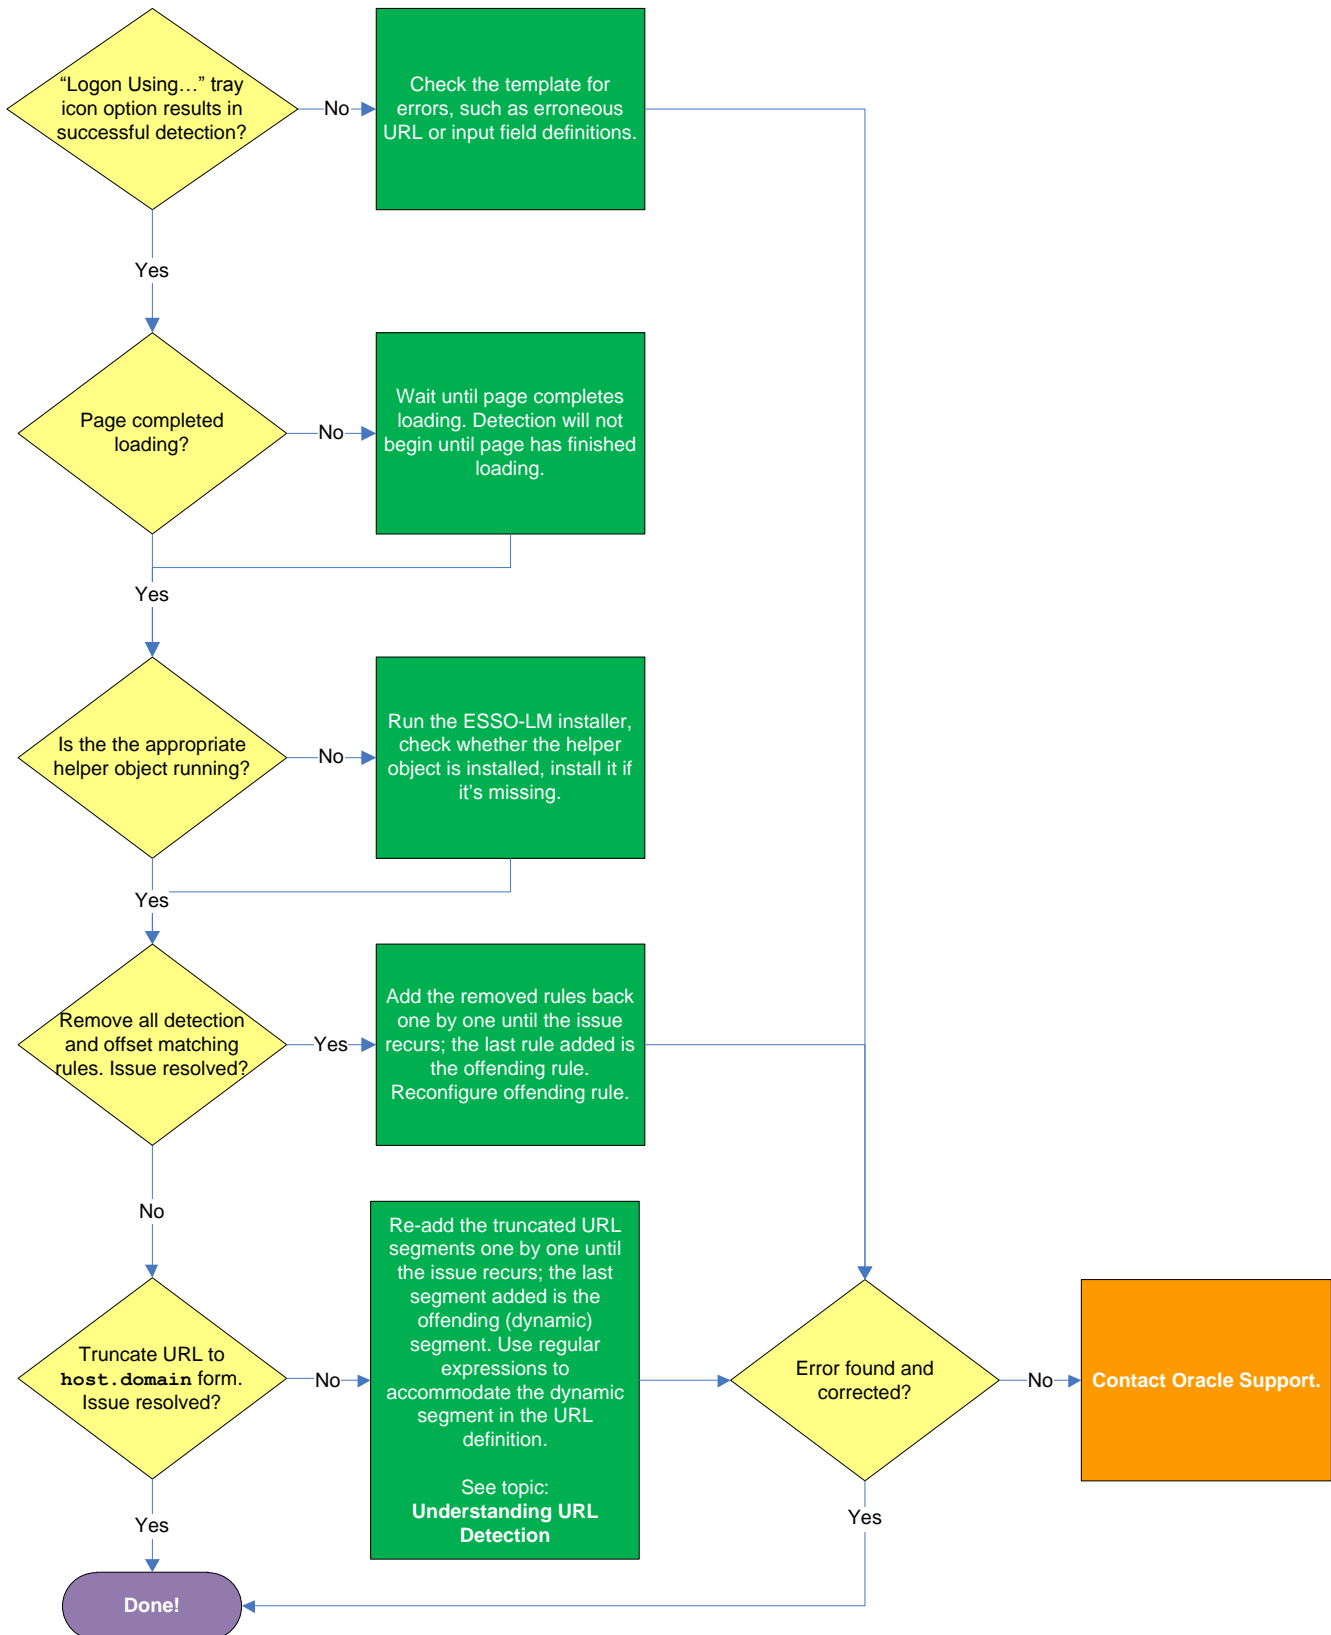 “Logon Using…” tray
icon option results in
successful detection?
No
Check the template for
errors, such as erroneous
URL or input field definitions.
Yes
Page completed
loading?
No
Wait until page completes
loading. Detection will not
begin until page has finished
loading.
Yes
Is the the appropriate
helper object running?
No
Run the ESSO-LM installer,
check whether the helper
object is installed, install it if
it’s missing.
Yes
Remove all detection
and offset matching
rules. Issue resolved?
Yes
Add the removed rules back
one by one until the issue
recurs; the last rule added is
the offending rule.
Reconfigure offending rule.
No
Truncate URL to
host.domain form.
Issue resolved?
No
Re-add the truncated URL
segments one by one until
the issue recurs; the last
segment added is the
offending (dynamic)
segment. Use regular
expressions to
accommodate the dynamic
segment in the URL
definition.
See topic:
Understanding URL
Detection
Error found and
corrected?
No
Contact Oracle Support.
Yes
Yes
Done!